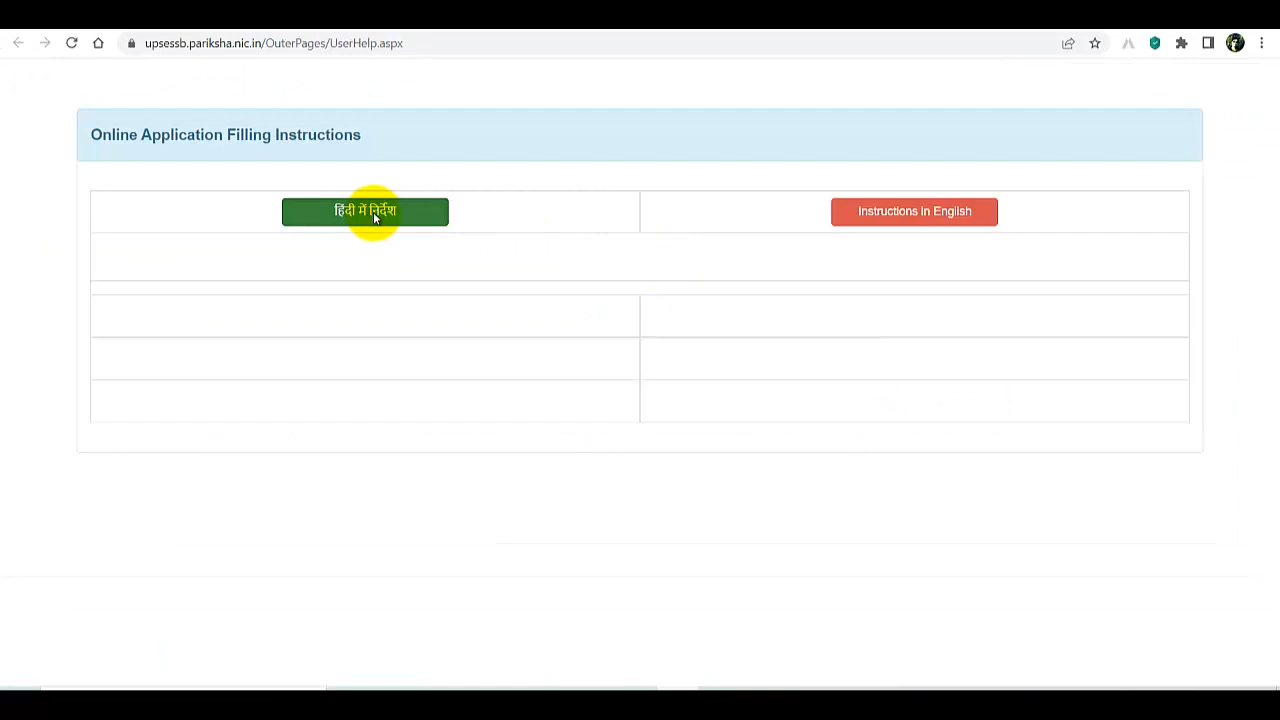 upsessb.pariksha.nic.in/OuterPages/UserHelp.aspx
Online Application Filling Instructions
हिंदी में निर्देश
Instructions in English